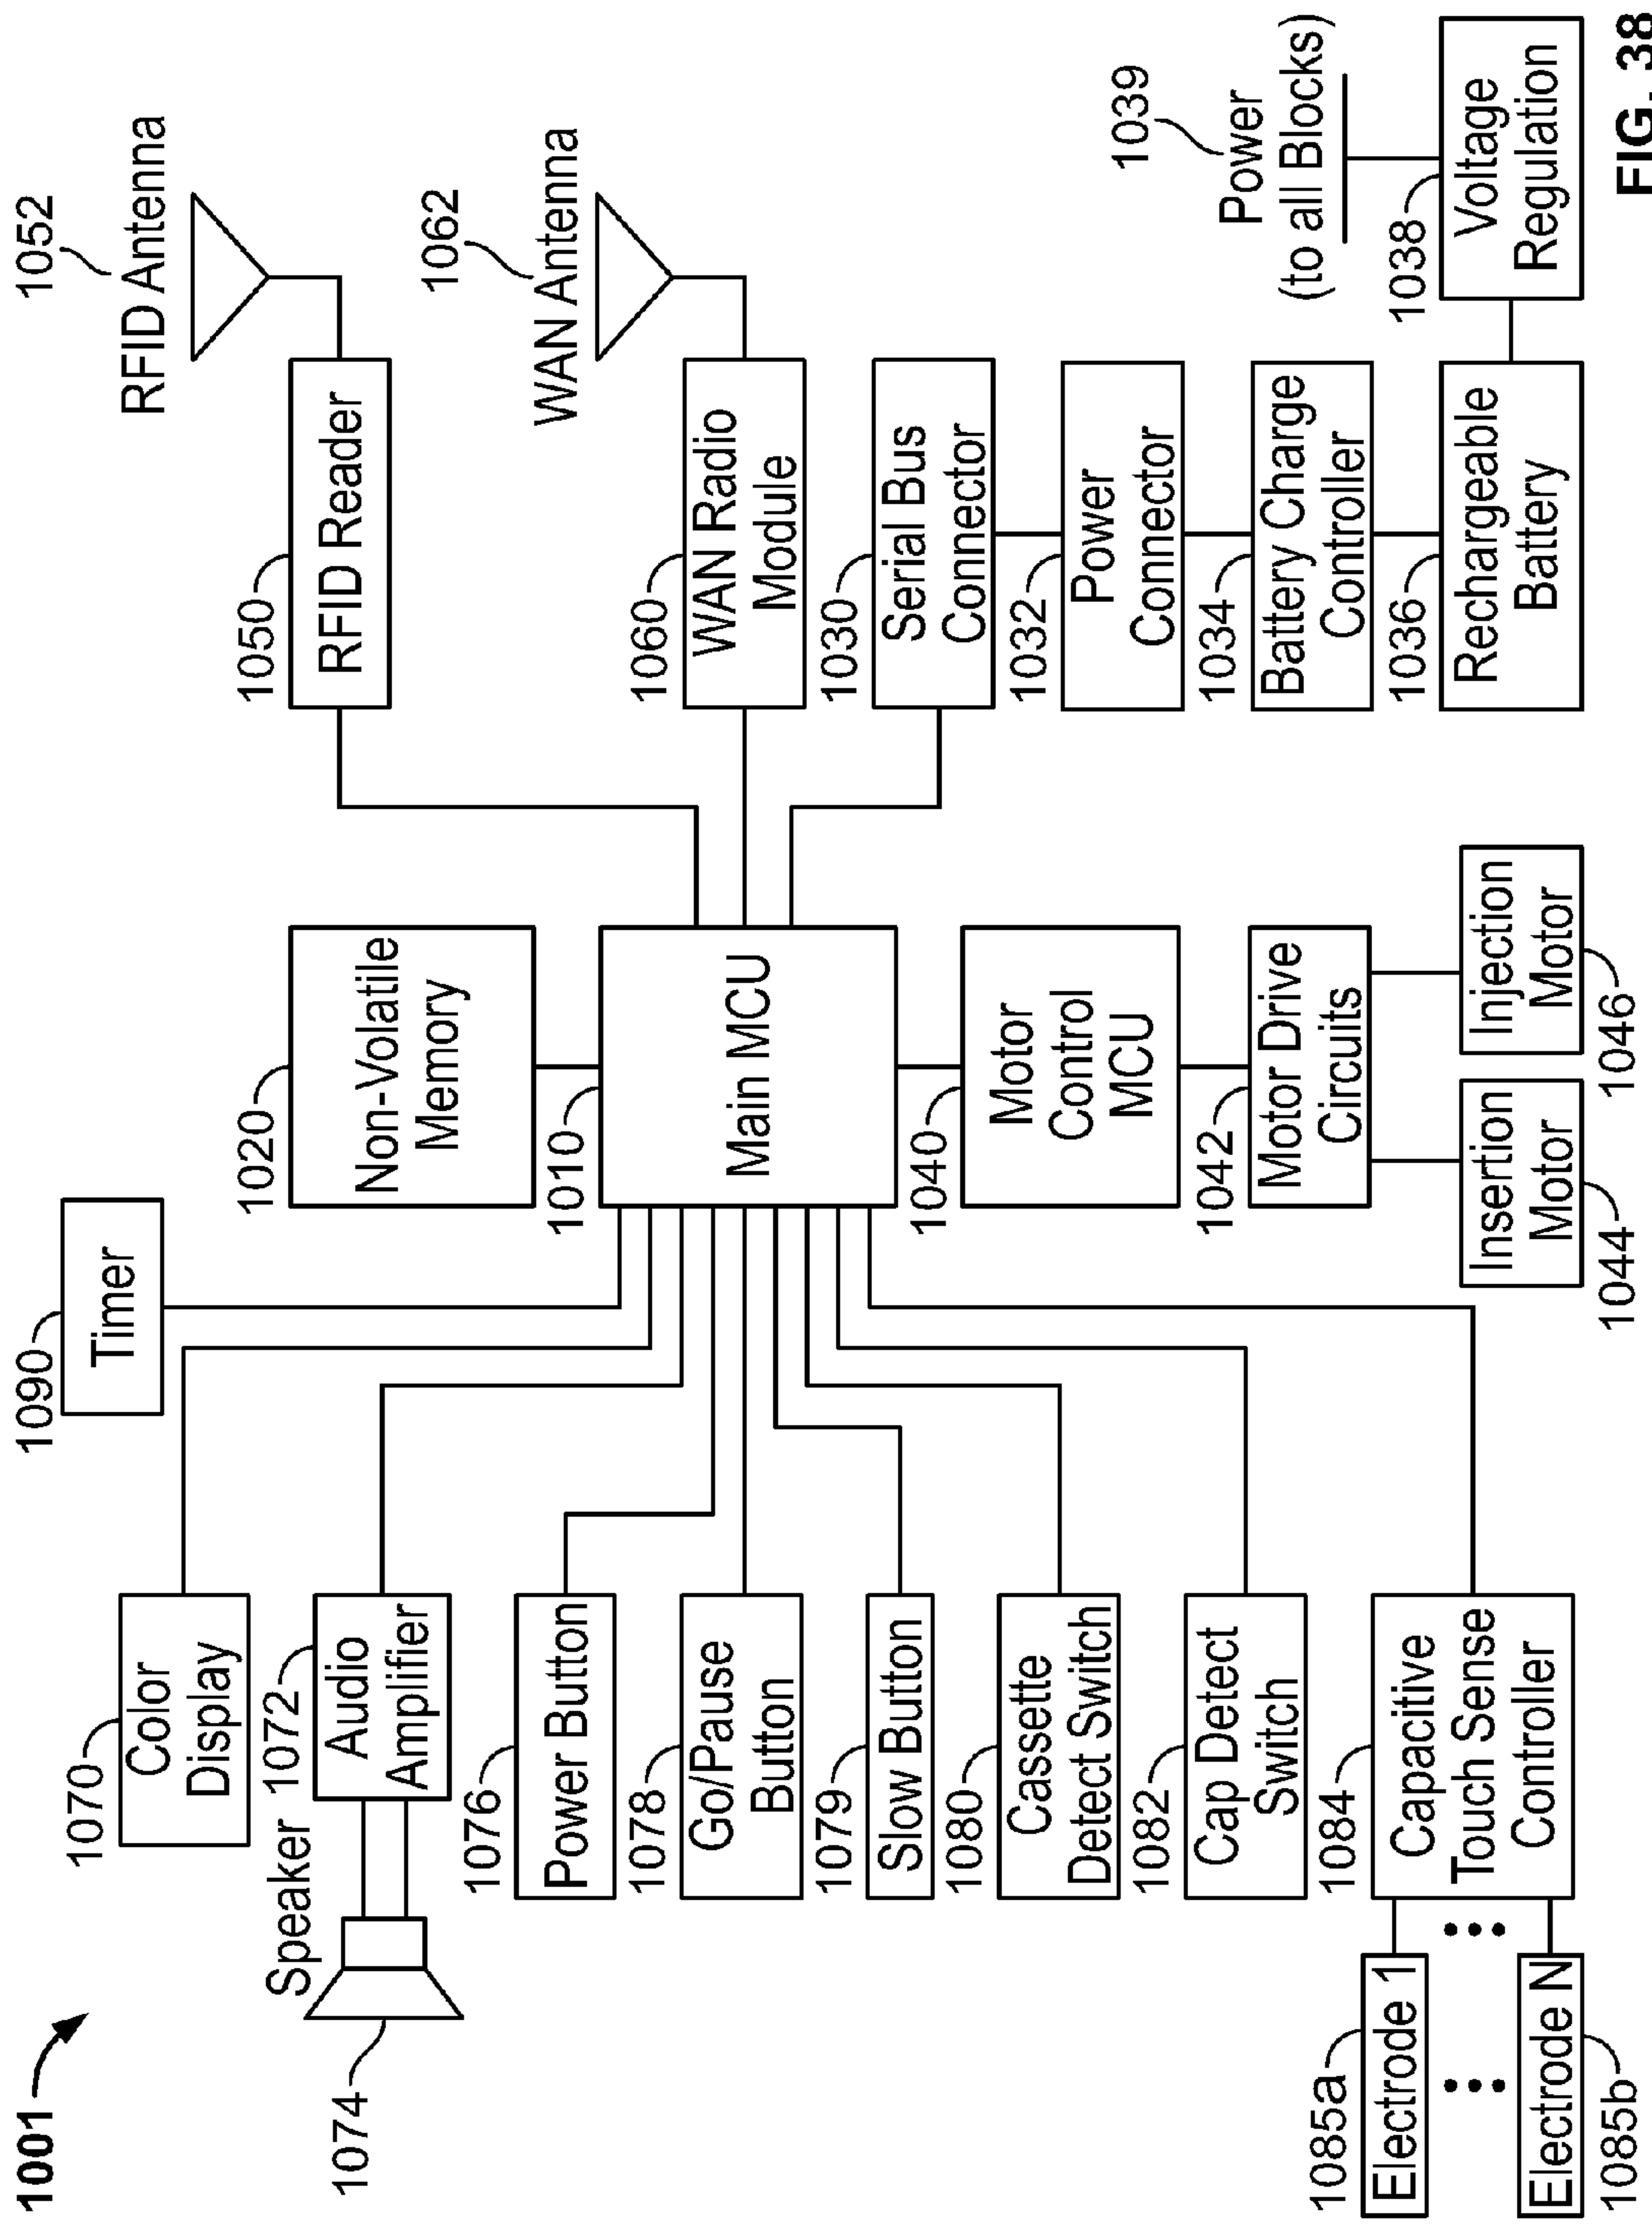 1001
1090
Timer
1070
Color
Display
Speaker
1072
Audio
Amplifier
1074
1076
Power Button
1078
Go/Pause
Button
1079
Slow Button
1080
Cassette
Detect Switch
1082
Cap Detect
Switch
1084
Capacitive
Touch Sense
Controller
1085a
Electrode 1
Electrode N
1085b
1020
Non-Volatile
Memory
1010
Main MCU
1040
Motor
Control
MCU
1042
Motor Drive
Circuits
Insertion
Motor
1044
Injection
Motor
1046
1052
RFID Antenna
1050
RFID Reader
1062
WAN Antenna
1060
WAN Radio
Module
1030
Serial Bus
Connector
1032
Power
Connector
1034
Battery Charge
Controller
1036
Rechargeable
Battery
1039
Power
(to all Blocks)
1038
Voltage
Regulation
FIG. 38